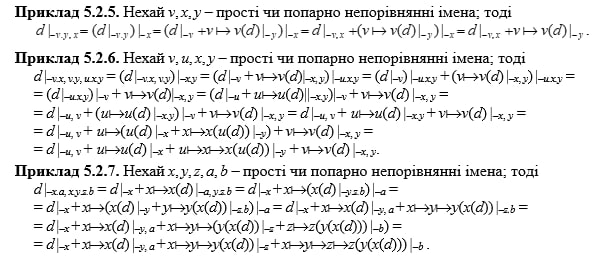 Приклад 5.2.5. Нехай v, x, y – прості чи попарно непорівнянні імена; тоді
d |₋v.y, x = (d |₋v.y) |₋x = (d |₋v +v↦v(d)|₋y) |₋x = d |₋v,x +(v↦v(d)|₋y) |₋x = d |₋v,x +v↦v(d)|₋y .
Приклад 5.2.6. Нехай v, u, x, y – прості чи попарно непорівнянні імена; тоді
d|₋v.x, v.y, u.x.y = (d|₋v.x, v.y) |₋u.x.y = (d|₋v + v↦v(d)|₋x, y) |₋u.x.y = (d|₋v) |₋u.x.y + (v↦v(d) |₋x, y) |₋u.x.y =
= (d|₋u.x.y) |₋v + v↦v(d)|₋x, y = (d|₋u + u↦u(d)||₋x.y)|₋v + v↦v(d) |₋x, y =
= d|₋u, v + (u↦u(d) |₋x.y) |₋v + v↦v(d) |₋x, y = d |₋u, v + u↦u(d) |₋x.y + v↦v(d) |₋x, y =
= d|₋u, v + u↦(u(d) |₋x + x↦x(u(d)) |₋y) + v↦v(d) |₋x, y =
= d|₋u, v + u↦u(d) |₋x + u↦x↦x(u(d)) |₋y + v↦v(d) |₋x, y.
Приклад 5.2.7. Нехай x, y, z, a, b – прості чи попарно непорівнянні імена; тоді
d |₋x.a, x.y.z.b = d |₋x + x↦x(d) |₋a, y.z.b = d |₋x + x↦(x(d) |₋y.z.b) |₋a =
= d |₋x + x↦(x(d) |₋y + y↦y(x(d)) |₋z.b) |₋a = d |₋x + x↦x(d) |₋y, a + x↦y↦y(x(d)) |₋z.b =
= d |₋x + x↦x(d) |₋y, a + x↦y↦(y(x(d)) |₋z + z↦z(y(x(d))) |₋b) =
= d |₋x + x↦x(d) |₋y, a + x↦y↦y(x(d)) |₋z + x↦y↦z↦z(y(x(d))) |₋b .